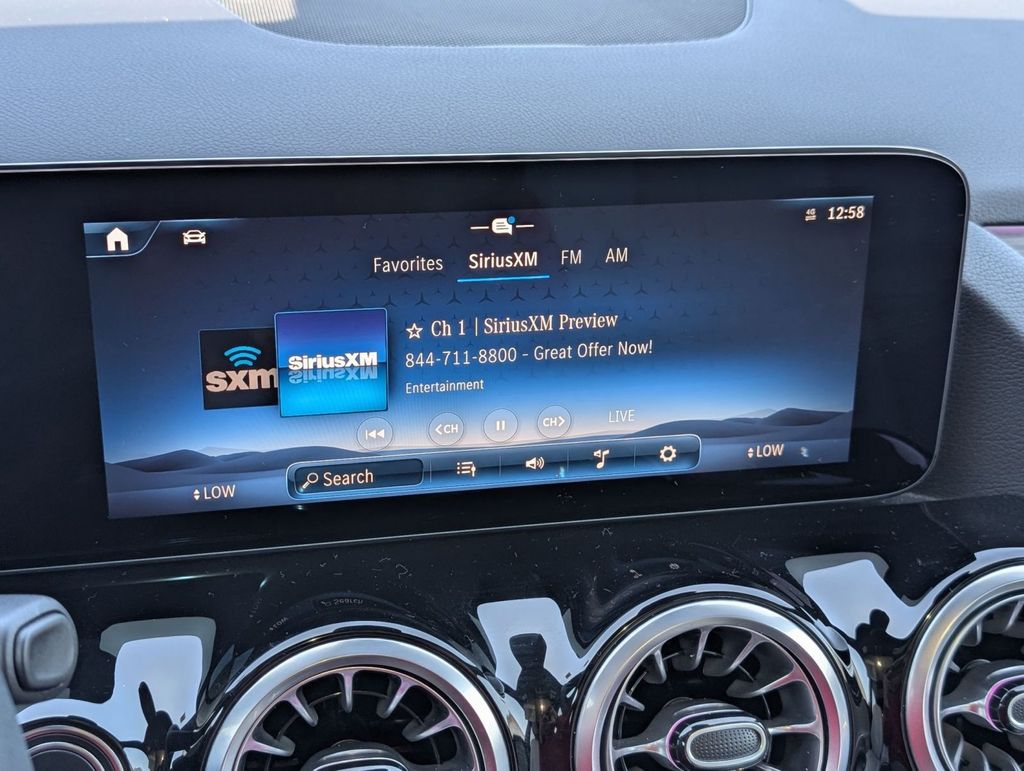 4G 12:58
Favorites SiriusXM FM AM
Ch 1 | SiriusXM Preview
844-711-8800 - Great Offer Now!
Entertainment
sxm
SiriusXM
<CH CH> LIVE
LOW Search LOW